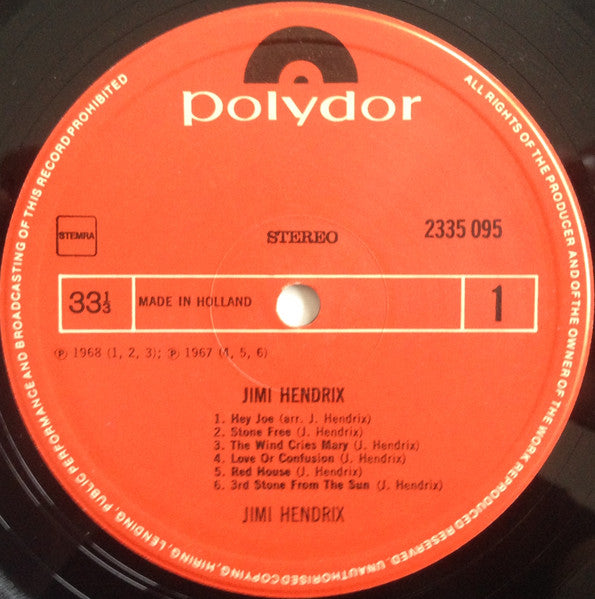 polydor
STEMRA
STEREO
2335 095
33⅓
MADE IN HOLLAND
1
℗ 1968 (1, 2, 3); ℗ 1967 (4, 5, 6)
JIMI HENDRIX
1. Hey Joe (arr. J. Hendrix)
2. Stone Free (J. Hendrix)
3. The Wind Cries Mary (J. Hendrix)
4. Love Or Confusion (J. Hendrix)
5. Red House (J. Hendrix)
6. 3rd Stone From The Sun (J. Hendrix)
JIMI HENDRIX
ALL RIGHTS OF THE PRODUCER AND OF THE OWNER OF THE WORK REPRODUCED RESERVED. UNAUTHORISED COPYING, HIRING, LENDING, PUBLIC PERFORMANCE AND BROADCASTING OF THIS RECORD PROHIBITED